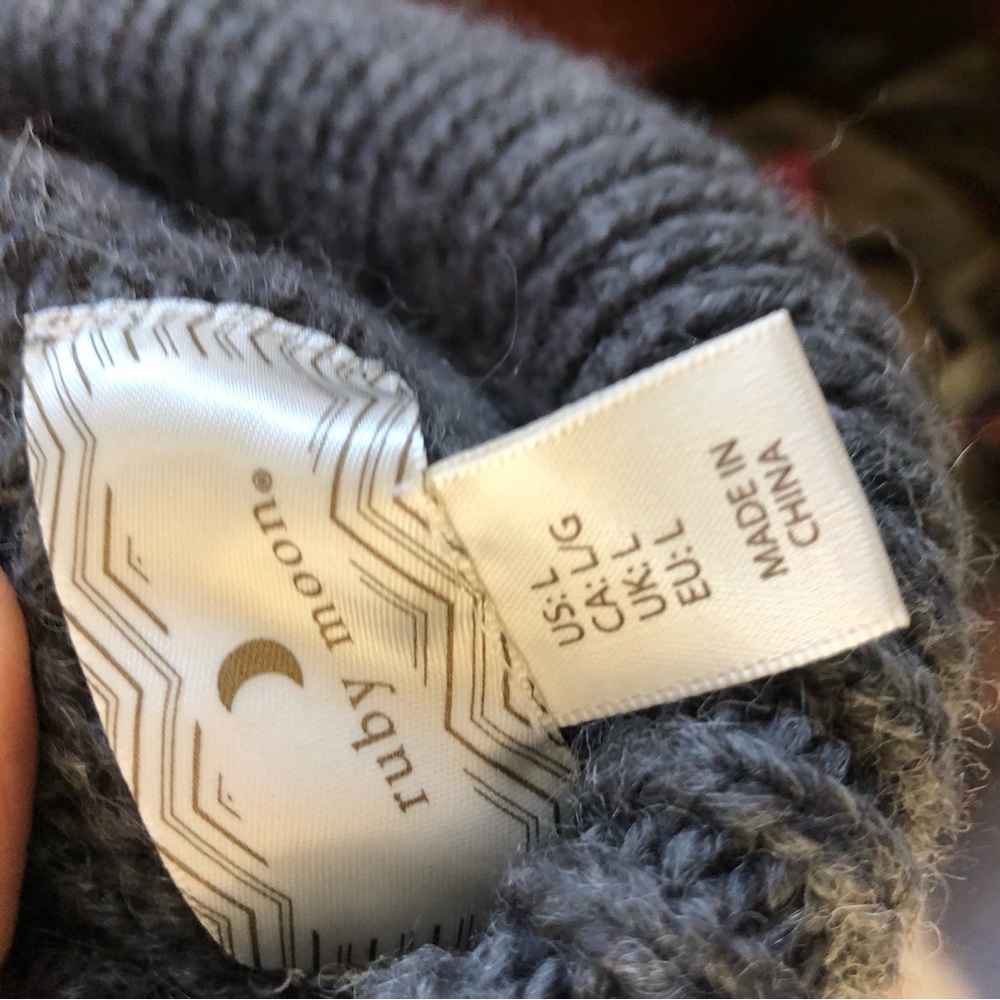 ruby moon®
US: L
CA: L/G
UK: L
EU: L
MADE IN
CHINA